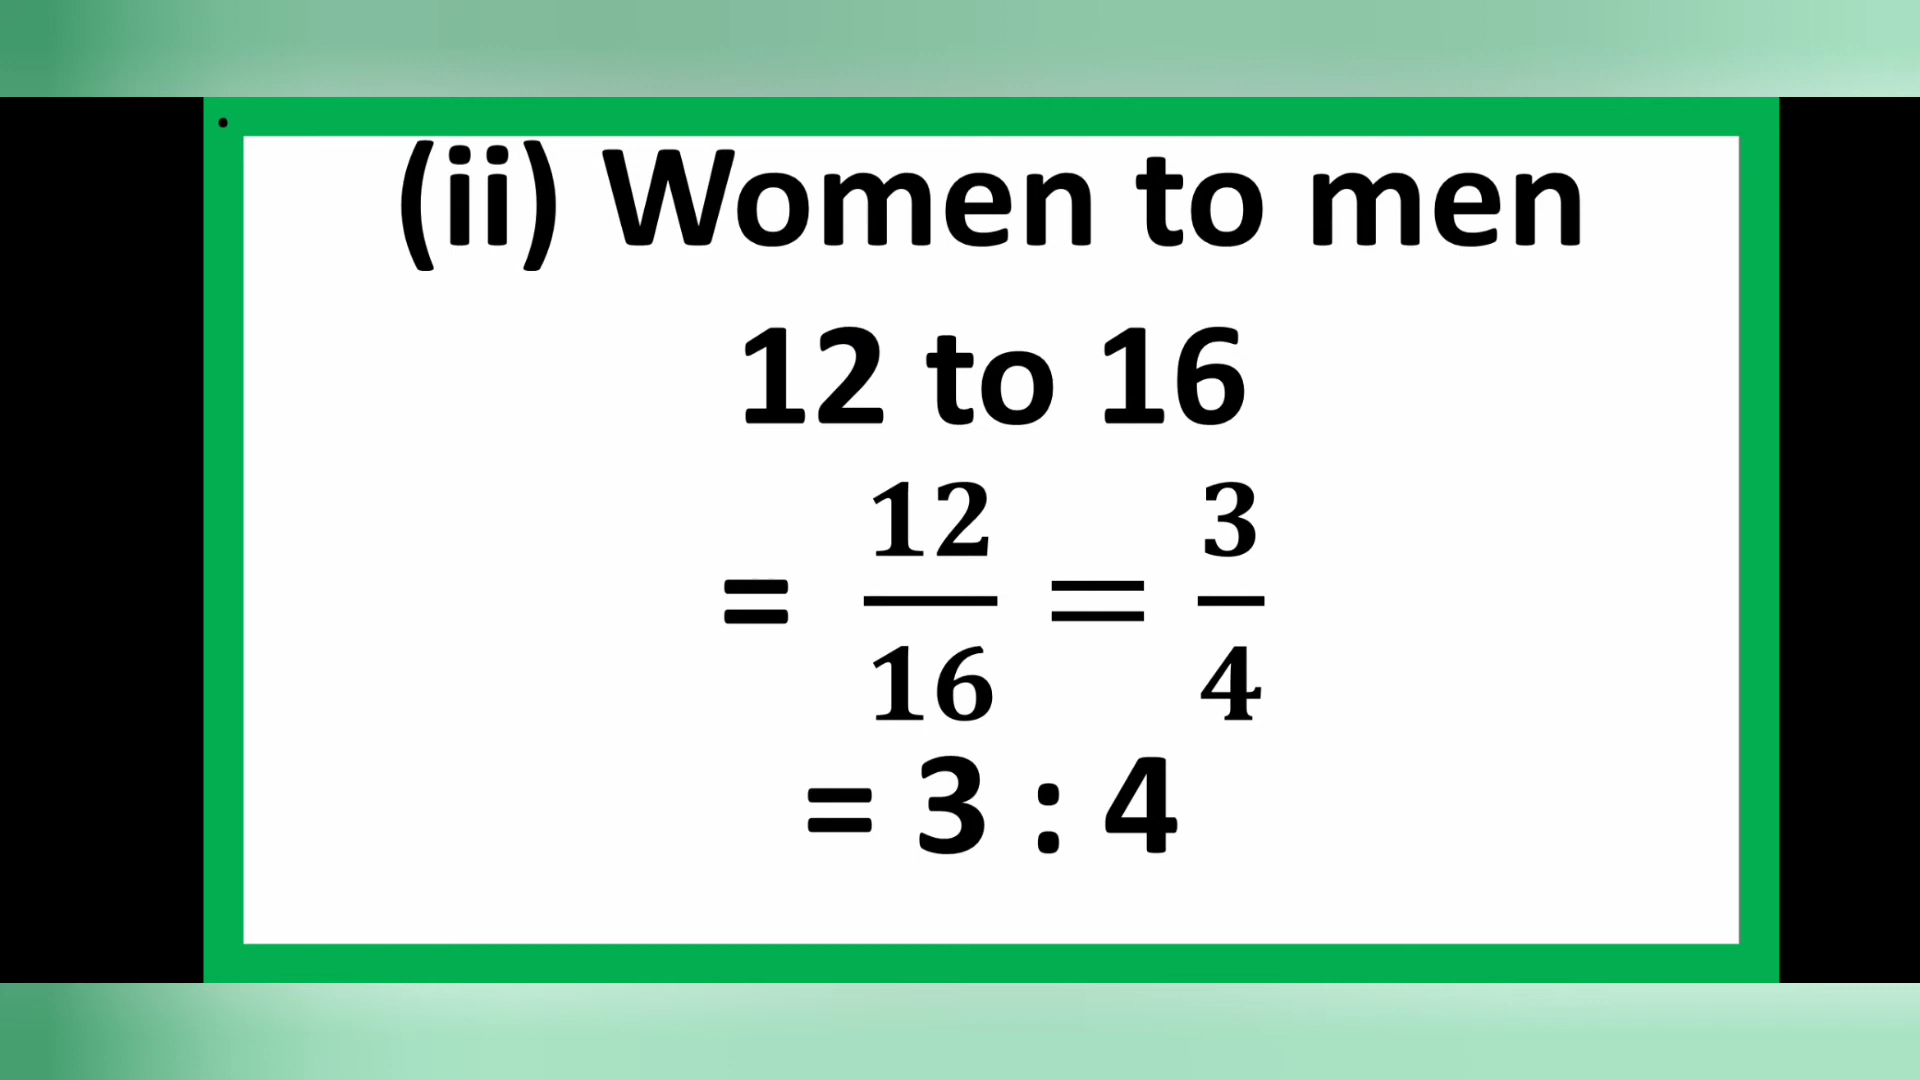 (ii) Women to men
12 to 16
= 12/16 = 3/4
= 3 : 4